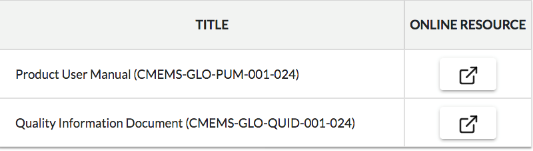 TITLE ONLINE RESOURCE
Product User Manual (CMEMS-GLO-PUM-001-024)
Quality Information Document (CMEMS-GLO-QUID-001-024)